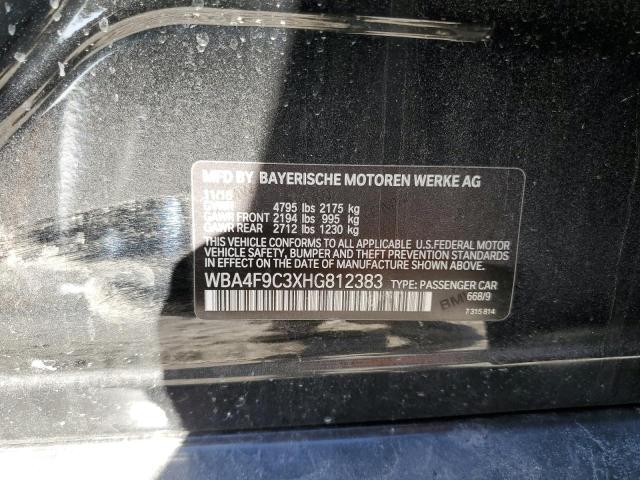 MFD BY BAYERISCHE MOTOREN WERKE AG
11/16
GVWR 4795 lbs 2175 kg
GAWR FRONT 2194 lbs 995 kg
GAWR REAR 2712 lbs 1230 kg
THIS VEHICLE CONFORMS TO ALL APPLICABLE U.S.FEDERAL MOTOR
VEHICLE SAFETY, BUMPER, AND THEFT PREVENTION STANDARDS
IN EFFECT ON THE DATE OF MANUFACTURE SHOWN ABOVE.
WBA4F9C3XHG812383 TYPE: PASSENGER CAR
668/9
BM
7 315 814